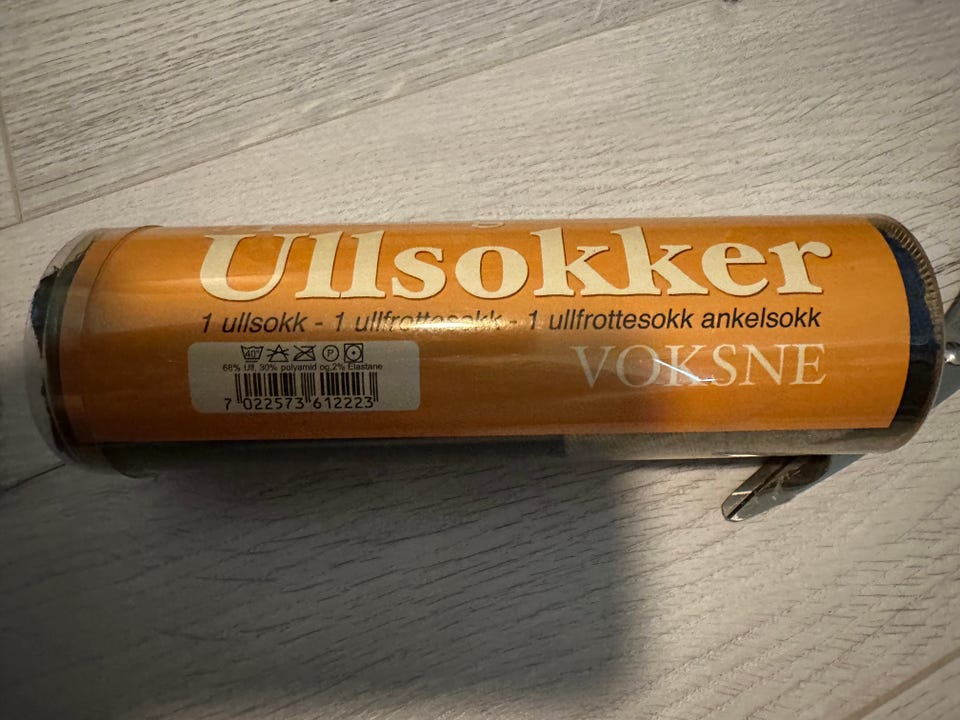 Ullsokker
1 ullsokk - 1 ullfrottesokk - 1 ullfrottesokk ankelsokk
VOKSNE
40°
P
68% Ull, 30% polyamid og 2% Elastane
7 022573 612223